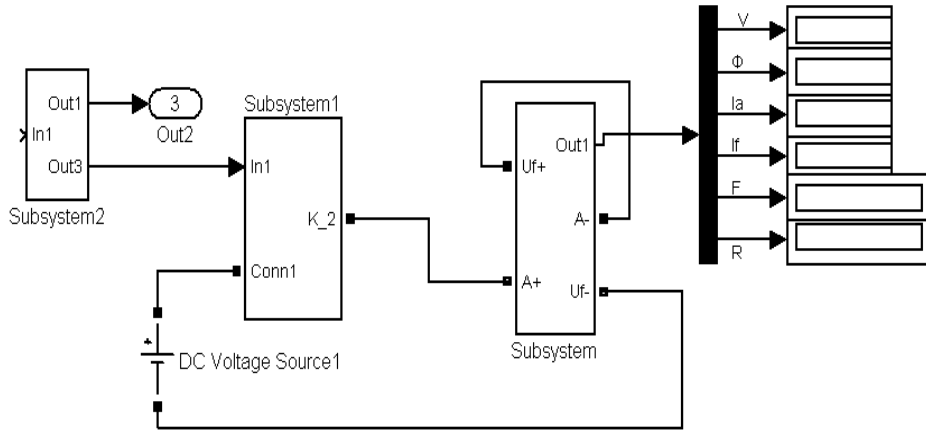 Out1
In1
Out3
Subsystem2
3
Out2
Subsystem1
In1
K_2
Conn1
+
DC Voltage Source1
Out1
Uf+
A-
A+
Uf-
Subsystem
V
Φ
Ia
If
F
R